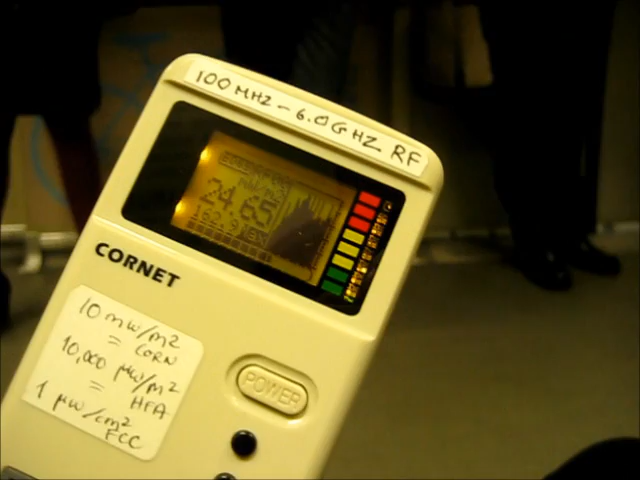 100 MHZ - 6.0 GHZ RF
24.65
CORNET
10 mW/m2
= CORN
10,000 µW/m2
= HFA
1 µW/cm2
FCC
POWER